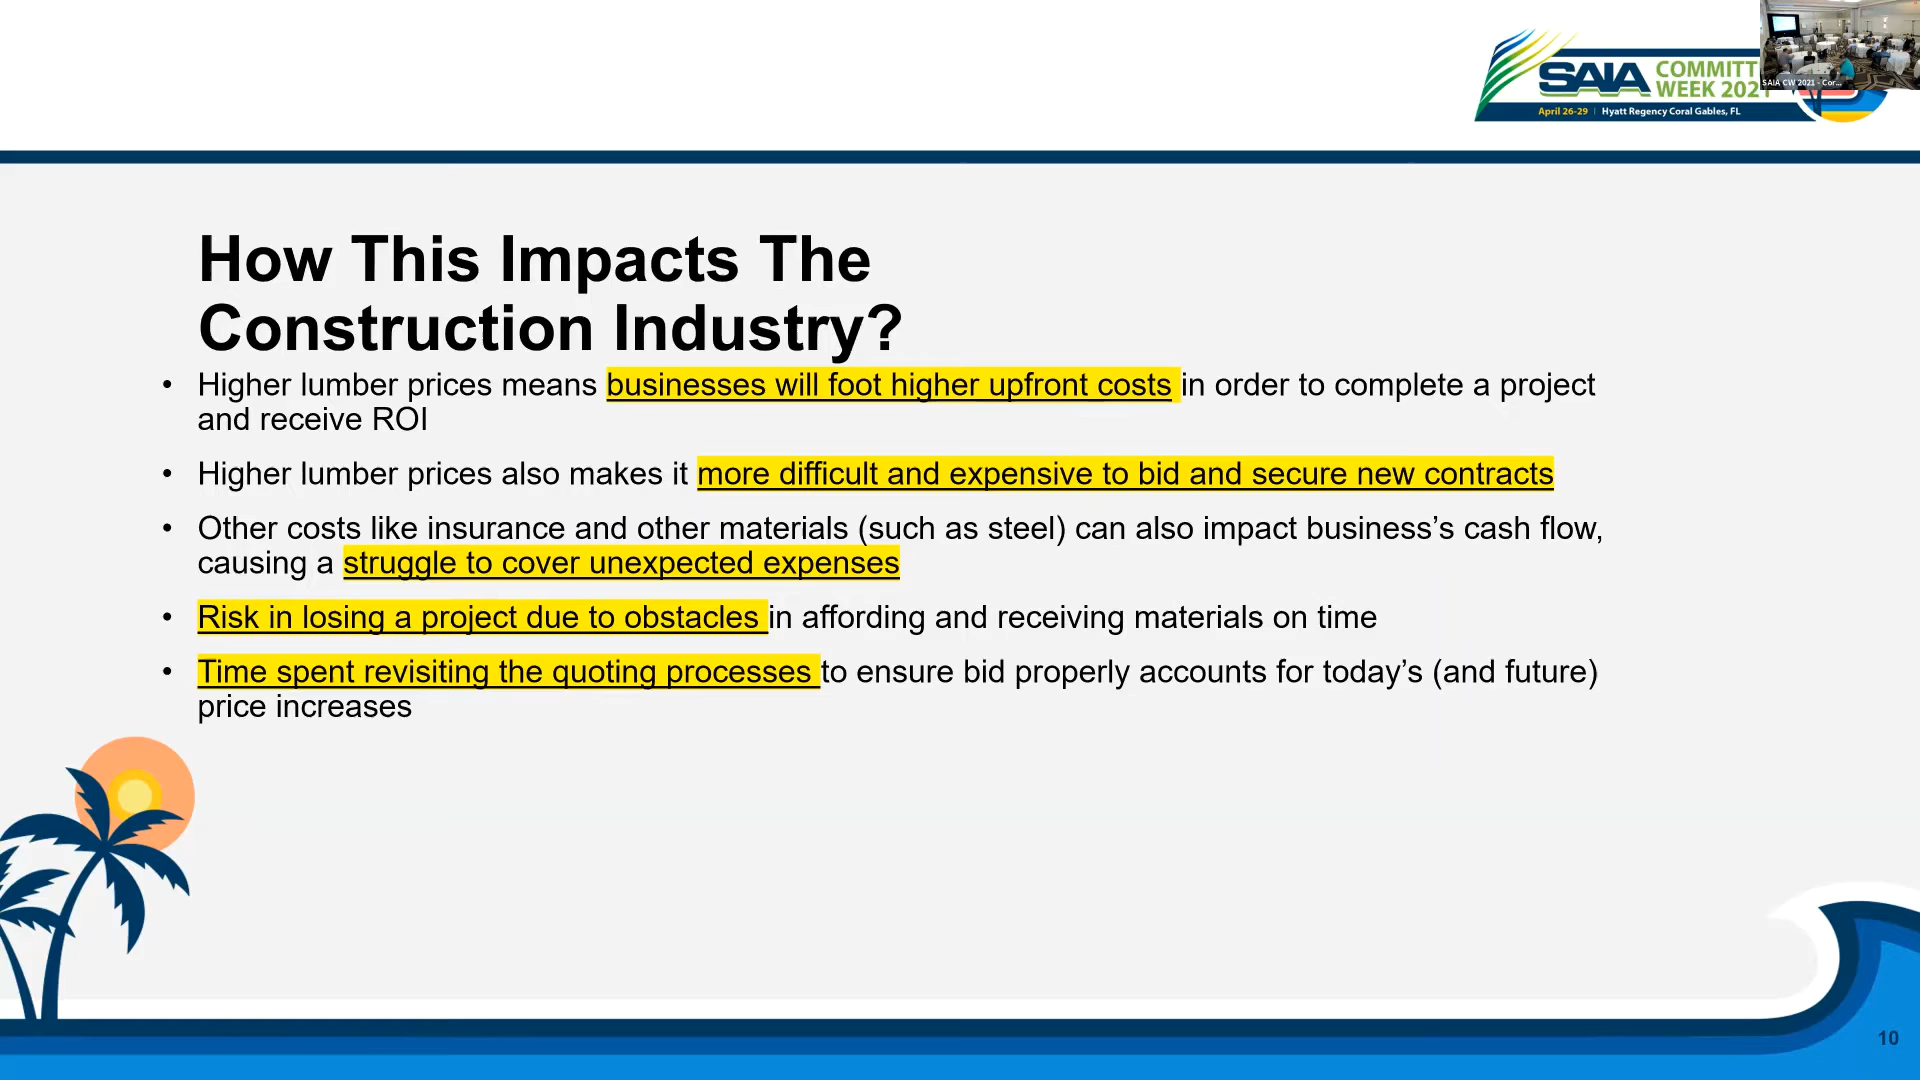 SAIA COMMITT
WEEK 2021
April 26-29 | Hyatt Regency Coral Gables, FL
SAIA CW 2021 - Cor...
How This Impacts The
Construction Industry?
• Higher lumber prices means businesses will foot higher upfront costs in order to complete a project
and receive ROI
• Higher lumber prices also makes it more difficult and expensive to bid and secure new contracts
• Other costs like insurance and other materials (such as steel) can also impact business’s cash flow,
causing a struggle to cover unexpected expenses
• Risk in losing a project due to obstacles in affording and receiving materials on time
• Time spent revisiting the quoting processes to ensure bid properly accounts for today’s (and future)
price increases
10